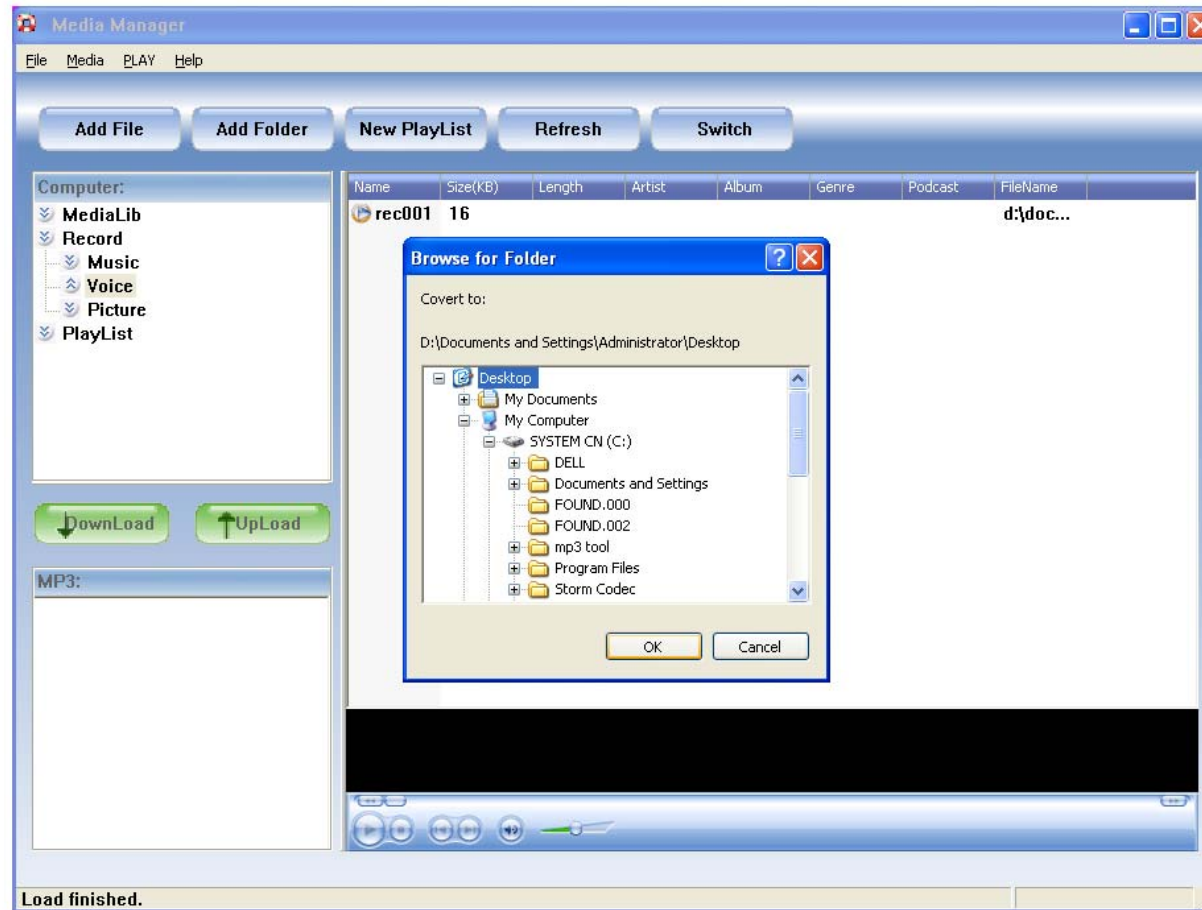 Media Manager
File Media PLAY Help
Add File Add Folder New PlayList Refresh Switch
Computer:
MediaLib
Record
Music
Voice
Picture
PlayList
DownLoad UpLoad
MP3:
Name Size(KB) Length Artist Album Genre Podcast FileName
rec001 16 d:\doc...
Browse for Folder
Covert to:
D:\Documents and Settings\Administrator\Desktop
Desktop
My Documents
My Computer
SYSTEM CN (C:)
DELL
Documents and Settings
FOUND.000
FOUND.002
mp3 tool
Program Files
Storm Codec
OK Cancel
Load finished.